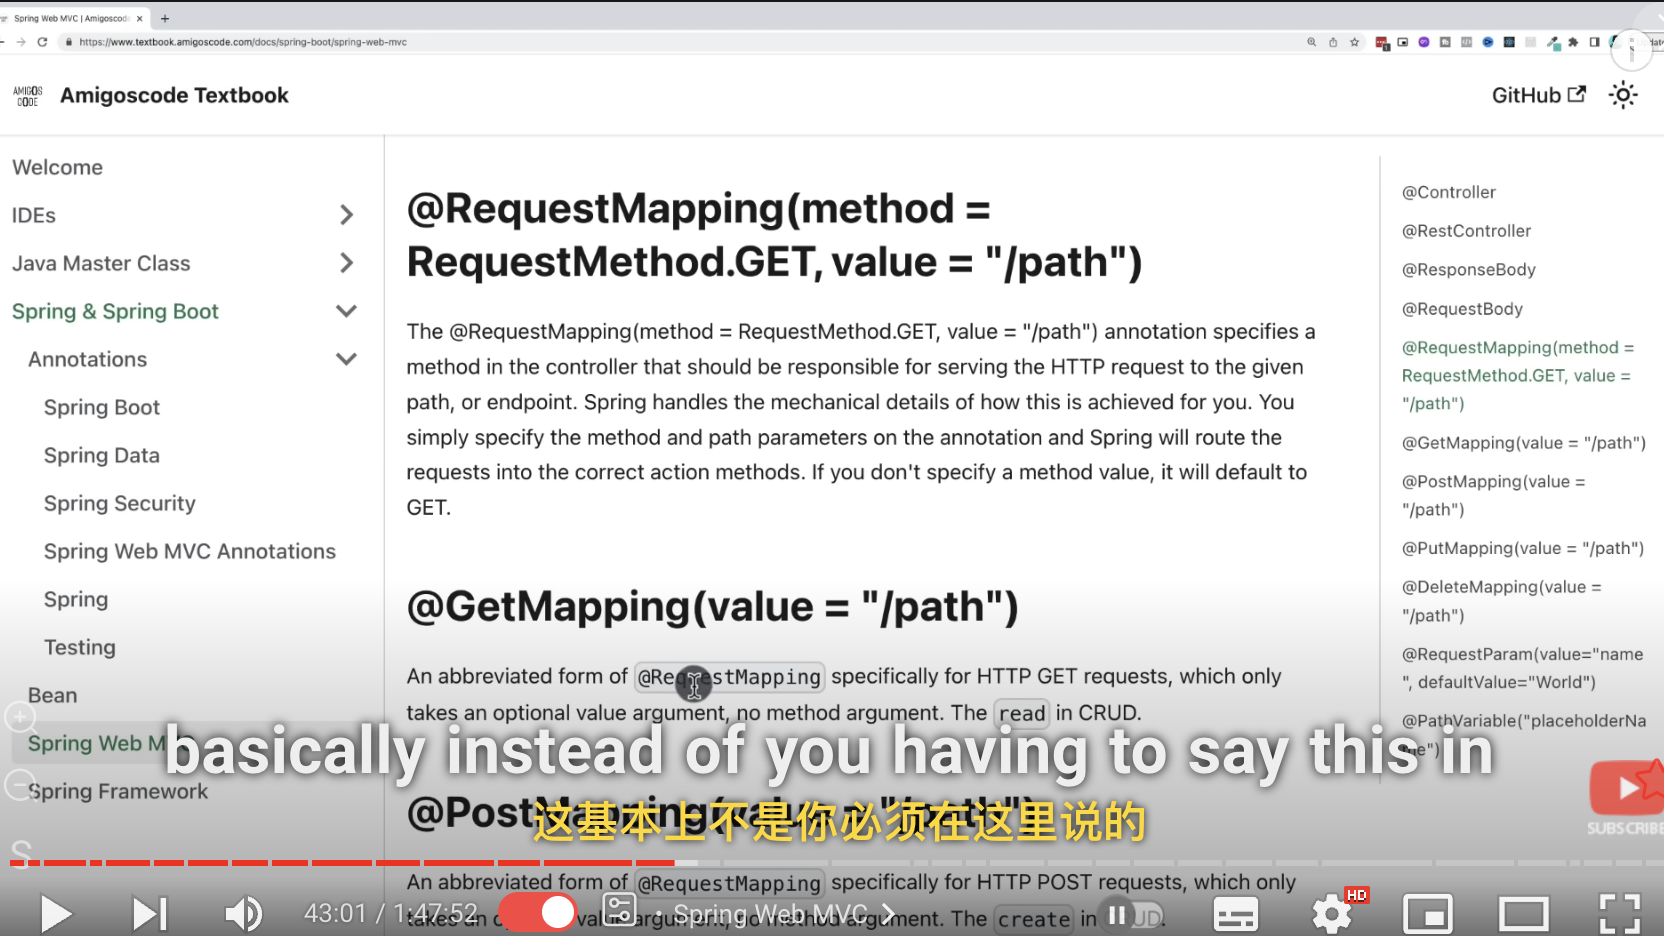 Spring Web MVC | Amigoscode
https://www.textbook.amigoscode.com/docs/spring-boot/spring-web-mvc
AMIGOS
CODE
Amigoscode Textbook
GitHub
Welcome
IDEs
Java Master Class
Spring & Spring Boot
Annotations
Spring Boot
Spring Data
Spring Security
Spring Web MVC Annotations
Spring
Testing
Bean
Spring Web M
Spring Framework
@RequestMapping(method =
RequestMethod.GET, value = "/path")
The @RequestMapping(method = RequestMethod.GET, value = "/path") annotation specifies a
method in the controller that should be responsible for serving the HTTP request to the given
path, or endpoint. Spring handles the mechanical details of how this is achieved for you. You
simply specify the method and path parameters on the annotation and Spring will route the
requests into the correct action methods. If you don't specify a method value, it will default to
GET.
@GetMapping(value = "/path")
An abbreviated form of @RequestMapping specifically for HTTP GET requests, which only
takes an optional value argument, no method argument. The read in CRUD.
@PostMapping(value = "/path")
An abbreviated form of @RequestMapping specifically for HTTP POST requests, which only
takes an value argument, no method argument. The create in
@Controller
@RestController
@ResponseBody
@RequestBody
@RequestMapping(method =
RequestMethod.GET, value =
"/path")
@GetMapping(value = "/path")
@PostMapping(value =
"/path")
@PutMapping(value = "/path")
@DeleteMapping(value =
"/path")
@RequestParam(value="name
", defaultValue="World")
@PathVariable("placeholderNa
me")
basically instead of you having to say this in
这基本上不是你必须在这里说的
SUBSCRIBE
43:01 / 1:47:52
• Spring Web MVC
HD